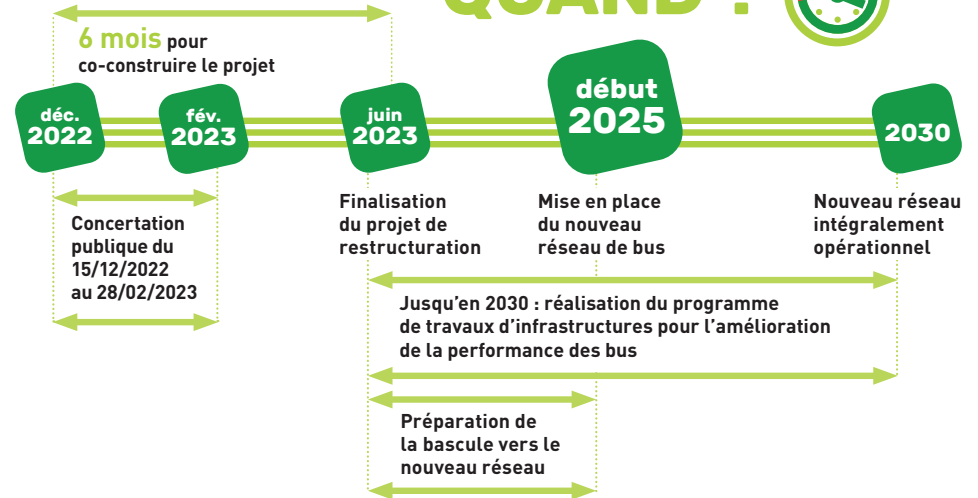 QUAND ?
6 mois pour
co-construire le projet
déc.
2022
fév.
2023
juin
2023
début
2025
2030
Concertation
publique du
15/12/2022
au 28/02/2023
Finalisation
du projet de
restructuration
Mise en place
du nouveau
réseau de bus
Nouveau réseau
intégralement
opérationnel
Jusqu’en 2030 : réalisation du programme
de travaux d’infrastructures pour l’amélioration
de la performance des bus
Préparation de
la bascule vers le
nouveau réseau